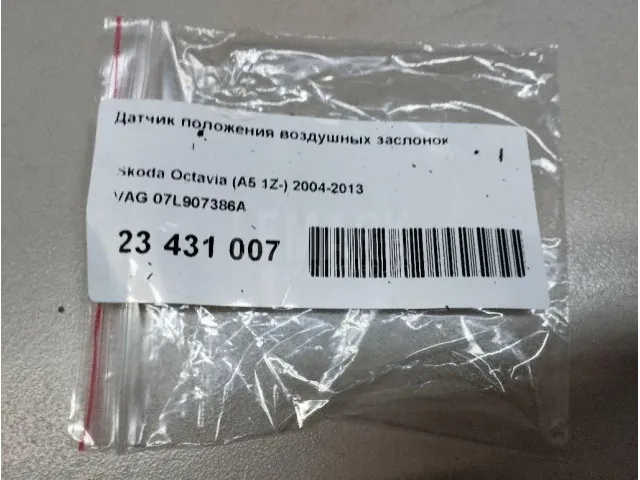 Датчик положения воздушных заслонок
Skoda Octavia (A5 1Z-) 2004-2013
VAG 07L907386A
23 431 007